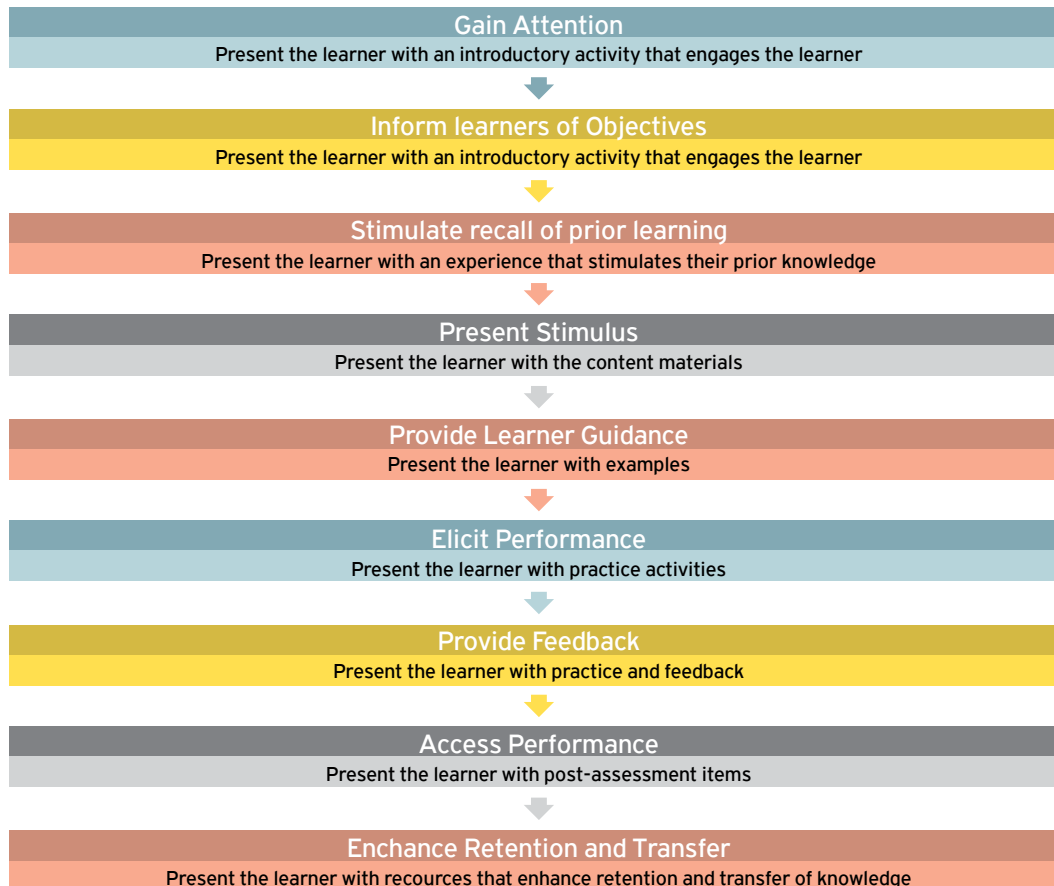 Gain Attention
Present the learner with an introductory activity that engages the learner
Inform learners of Objectives
Present the learner with an introductory activity that engages the learner
Stimulate recall of prior learning
Present the learner with an experience that stimulates their prior knowledge
Present Stimulus
Present the learner with the content materials
Provide Learner Guidance
Present the learner with examples
Elicit Performance
Present the learner with practice activities
Provide Feedback
Present the learner with practice and feedback
Access Performance
Present the learner with post-assessment items
Enchance Retention and Transfer
Present the learner with recources that enhance retention and transfer of knowledge